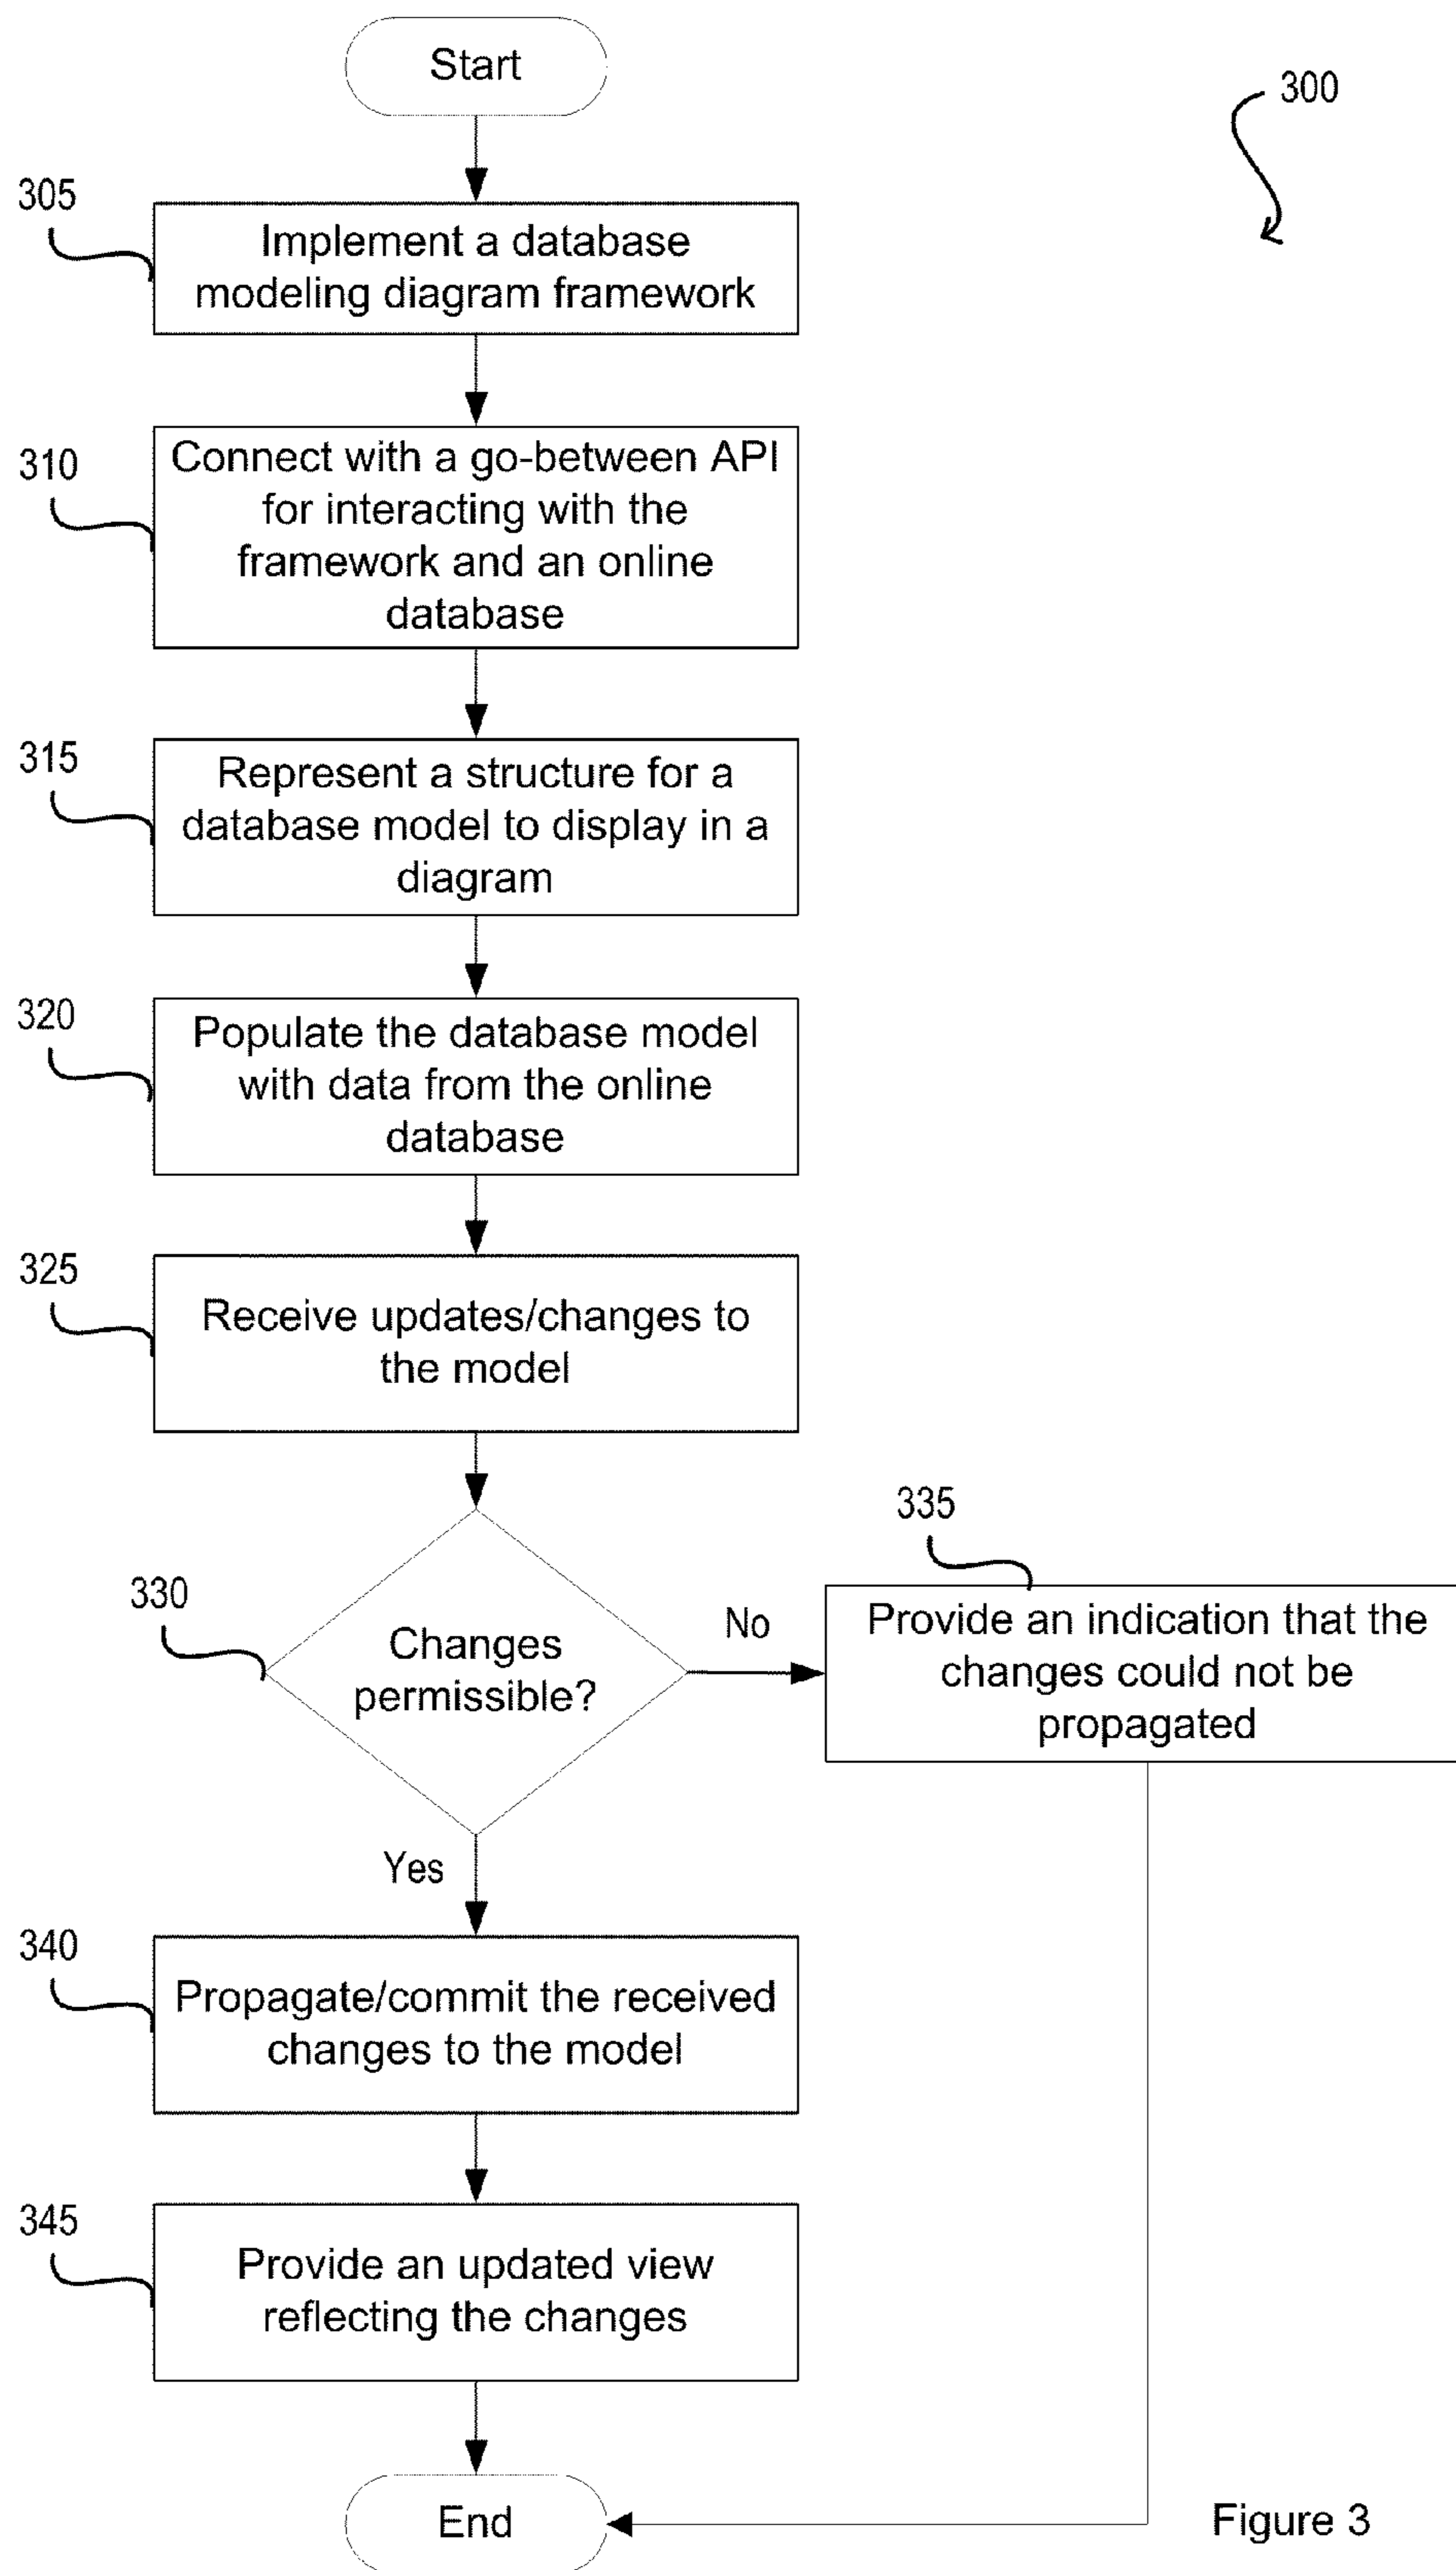 Start
300
305
Implement a database
modeling diagram framework
310
Connect with a go-between API
for interacting with the
framework and an online
database
315
Represent a structure for a
database model to display in a
diagram
320
Populate the database model
with data from the online
database
325
Receive updates/changes to
the model
330
Changes
permissible?
No
335
Provide an indication that the
changes could not be
propagated
Yes
340
Propagate/commit the received
changes to the model
345
Provide an updated view
reflecting the changes
End
Figure 3